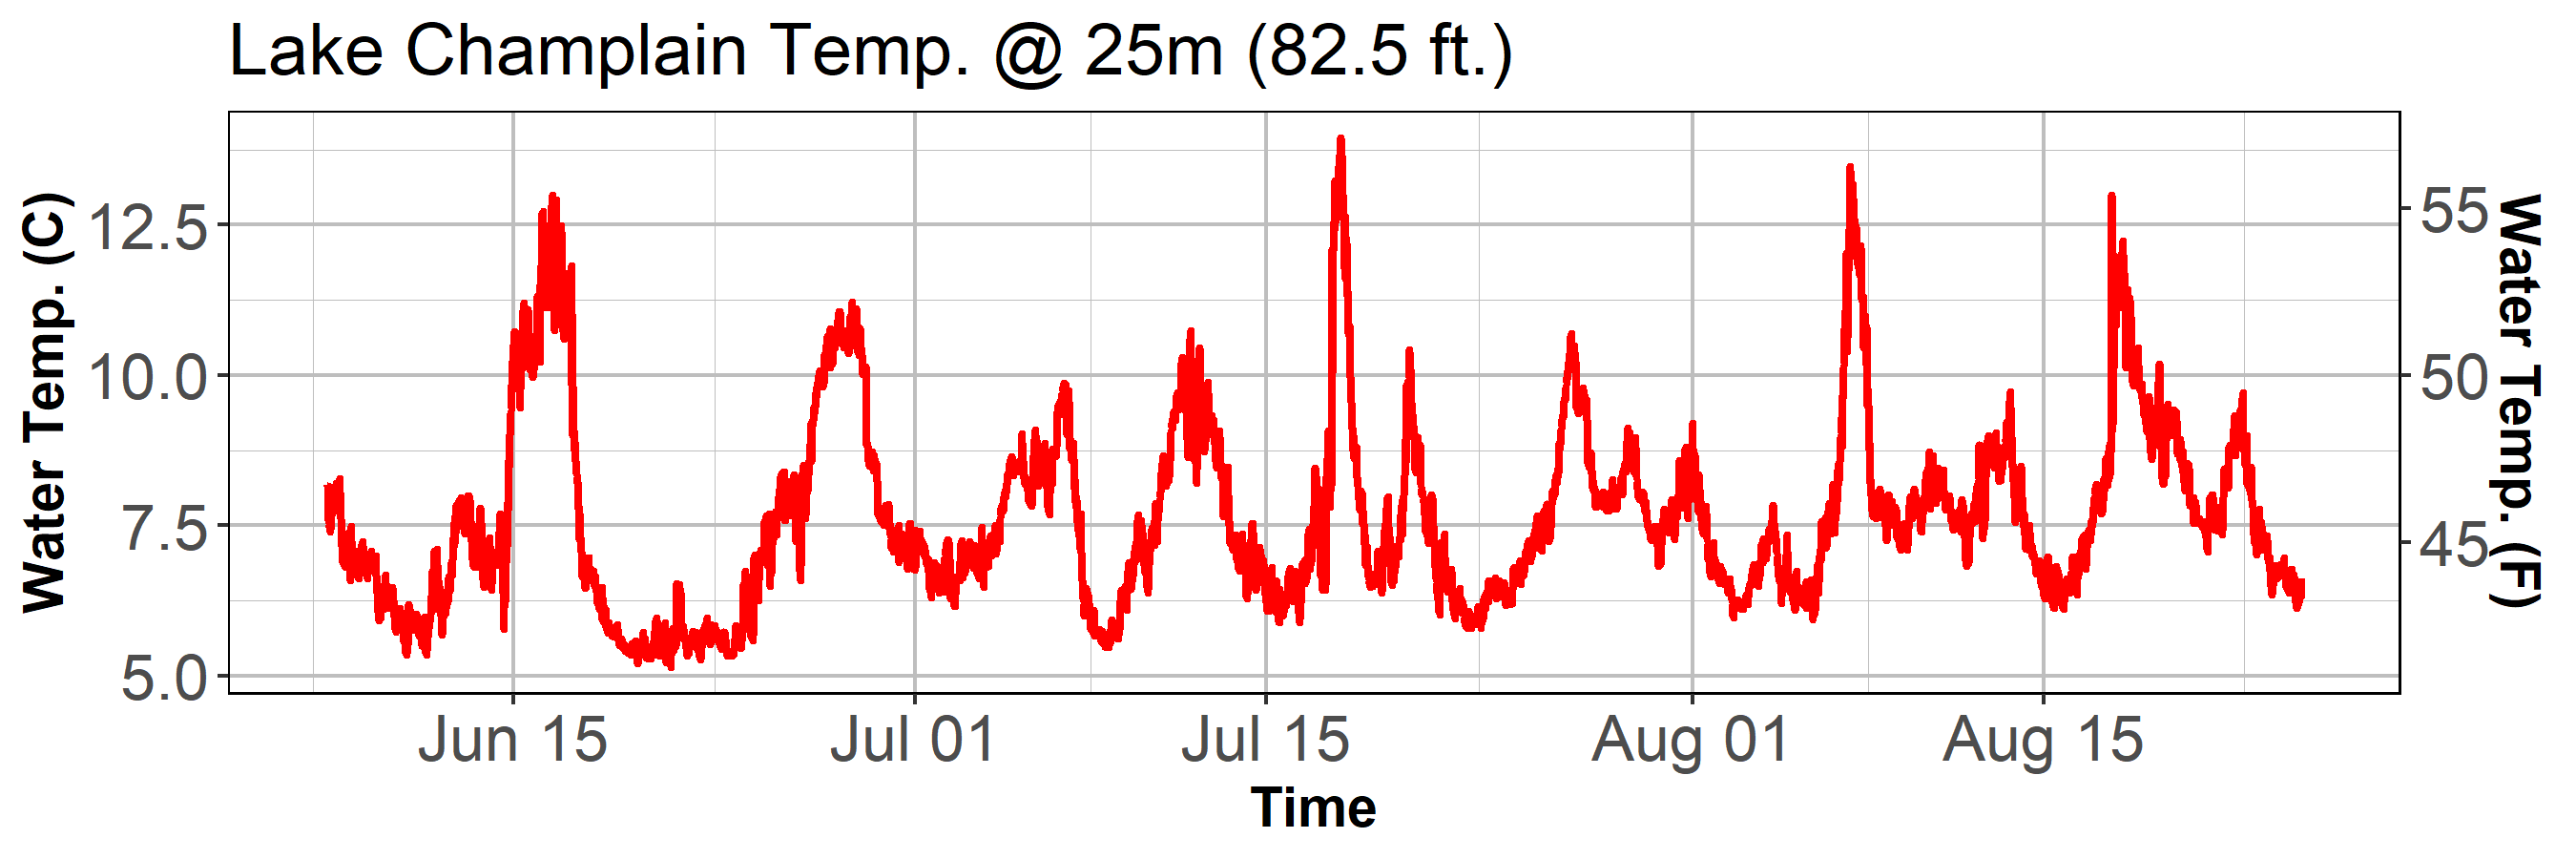 Lake Champlain Temp. @ 25m (82.5 ft.)
Water Temp. (C)
12.5
10.0
7.5
5.0
55
50
45
Water Temp. (F)
Jun 15 Jul 01 Jul 15 Aug 01 Aug 15
Time